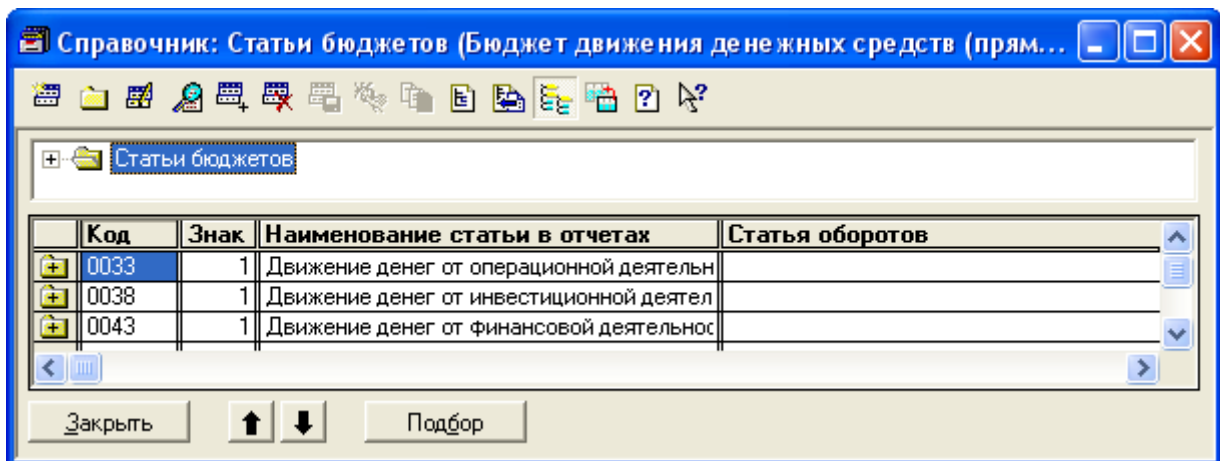 Справочник: Статьи бюджетов (Бюджет движения денежных средств (прям...
Статьи бюджетов
Код Знак Наименование статьи в отчетах Статья оборотов
0033 1 Движение денег от операционной деятельн
0038 1 Движение денег от инвестиционной деятел
0043 1 Движение денег от финансовой деятельнос
Закрыть Подбор